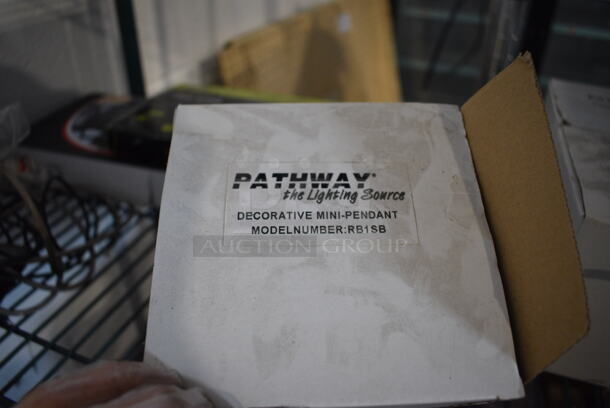 PATHWAY®
the Lighting Source
DECORATIVE MINI-PENDANT
MODELNUMBER:RB1SB
AUCTION GROUP